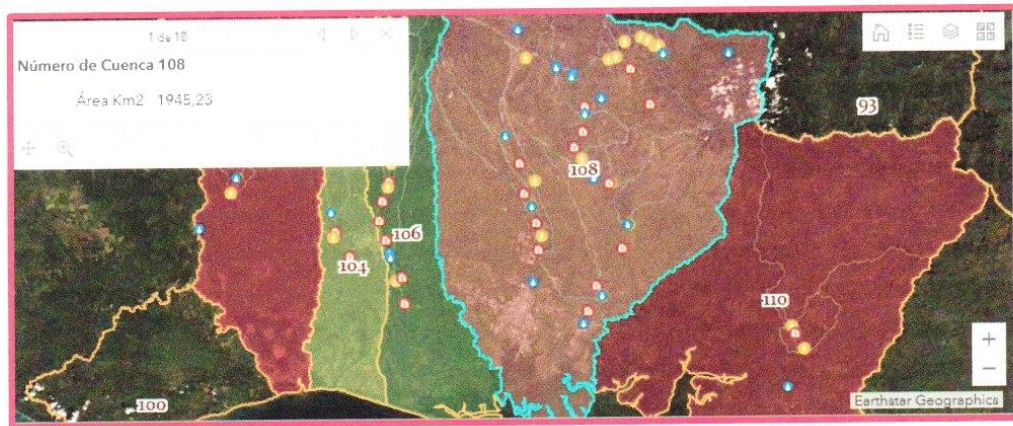 1 de 18
Número de Cuenca 108
Área Km2 1945,23
93
108
106
104
110
100
+
−
Earthstar Geographics